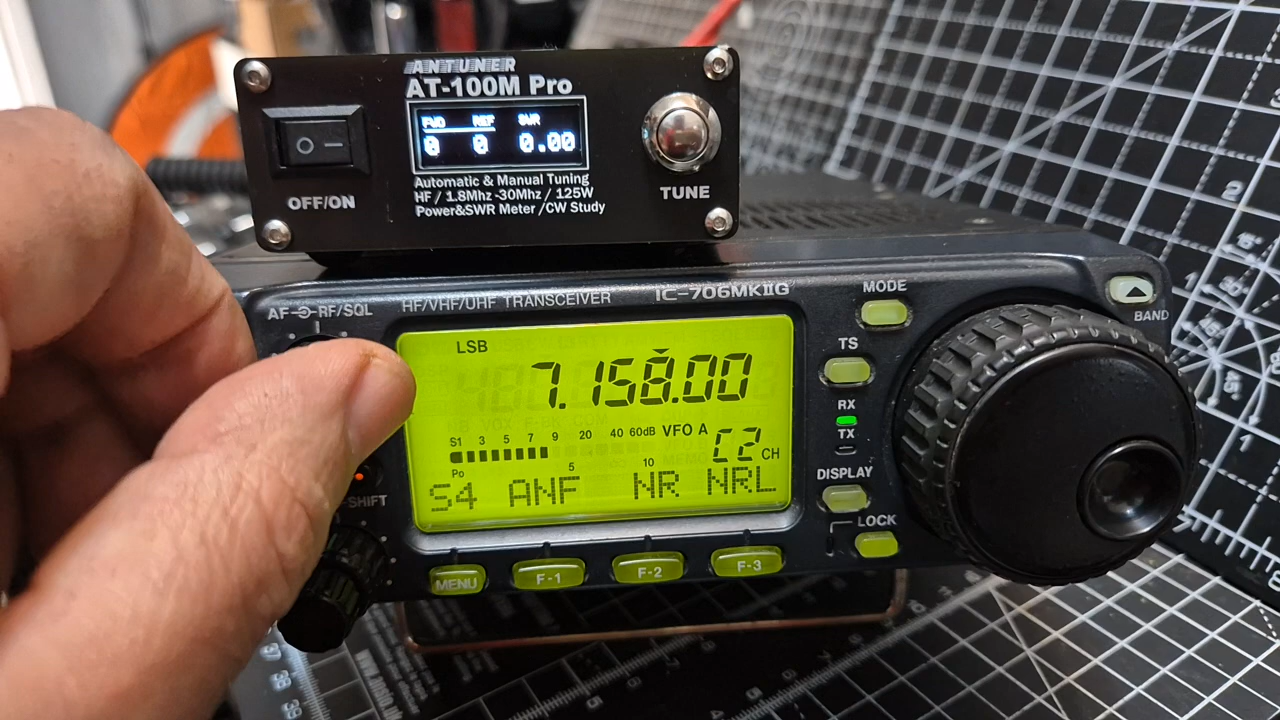 ANTUNER
AT-100M Pro
FWD REF SWR
0 0 0.00
OFF/ON
TUNE
Automatic & Manual Tuning
HF / 1.8Mhz-30Mhz / 125W
Power&SWR Meter /CW Study
AF RF/SQL
HF/VHF/UHF TRANSCEIVER
IC-706MKIIG
MODE
BAND
LSB
7.158.00
TS
RX
TX
S1 3 5 7 9 20 40 60dB VFO A
C2 CH
Po 5 10
S4 ANF NR NRL
SHIFT
DISPLAY
LOCK
MENU F-1 F-2 F-3